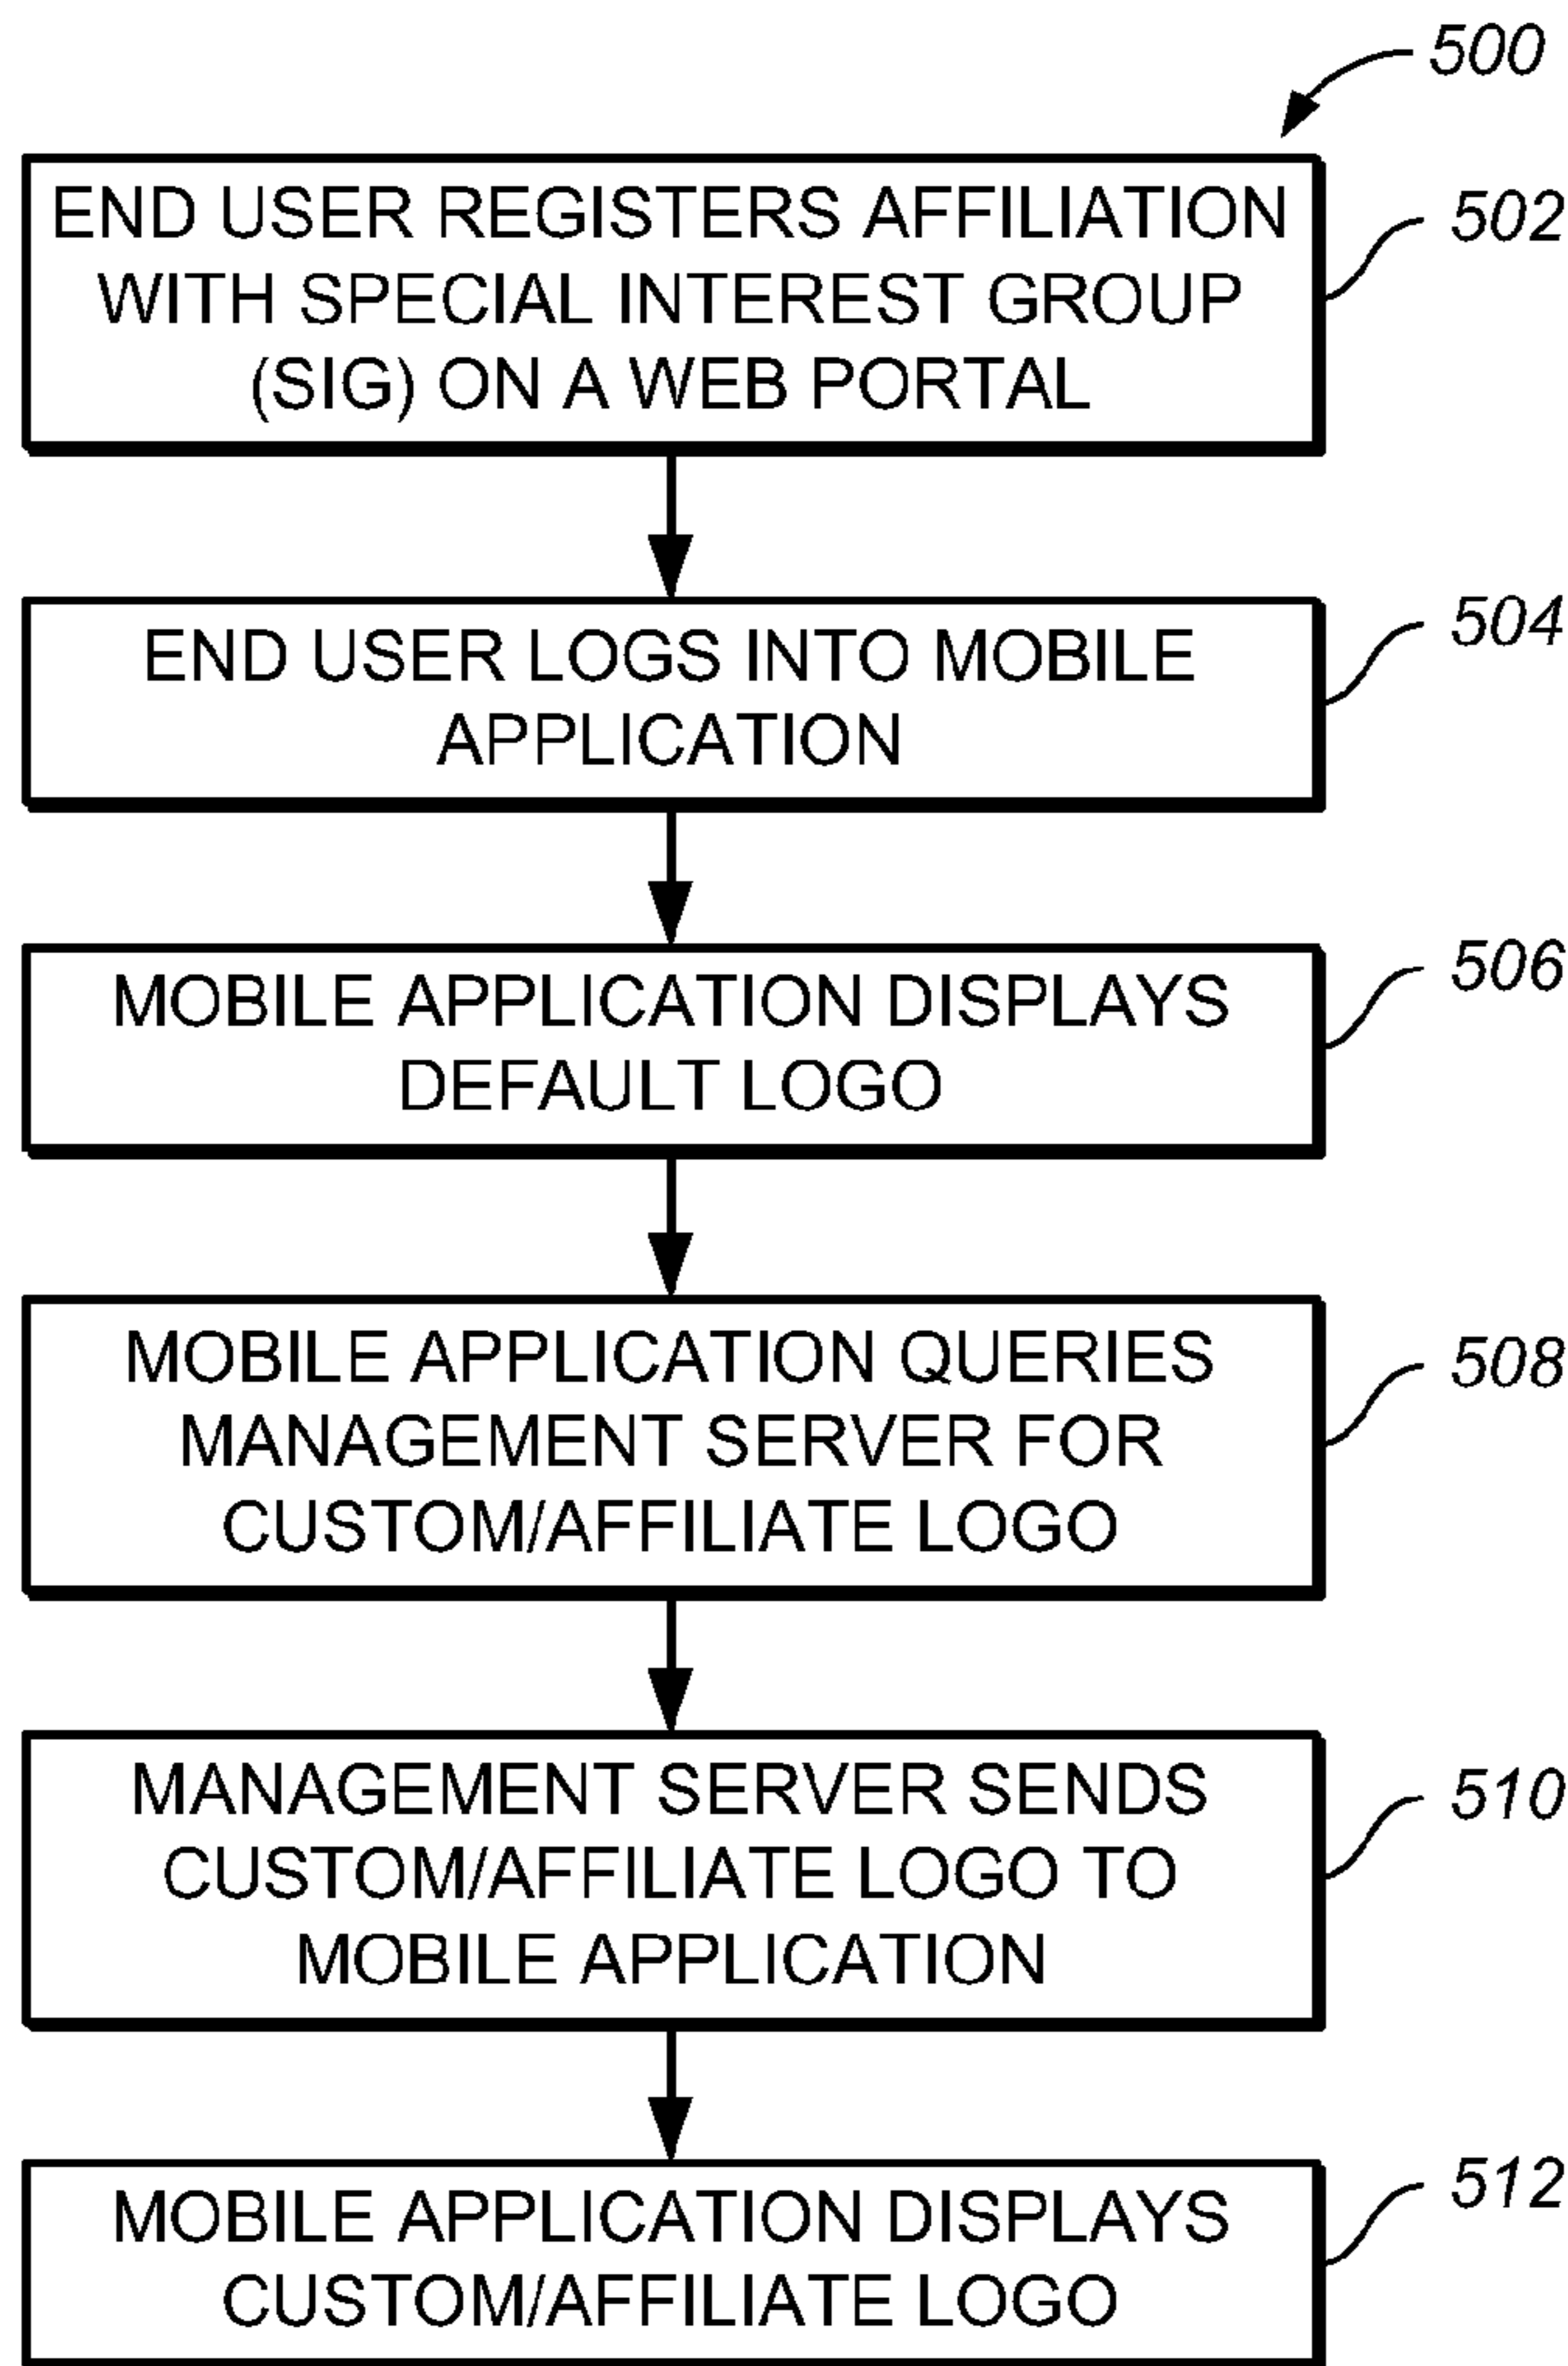 500
END USER REGISTERS AFFILIATION
WITH SPECIAL INTEREST GROUP
(SIG) ON A WEB PORTAL
502
END USER LOGS INTO MOBILE
APPLICATION
504
MOBILE APPLICATION DISPLAYS
DEFAULT LOGO
506
MOBILE APPLICATION QUERIES
MANAGEMENT SERVER FOR
CUSTOM/AFFILIATE LOGO
508
MANAGEMENT SERVER SENDS
CUSTOM/AFFILIATE LOGO TO
MOBILE APPLICATION
510
MOBILE APPLICATION DISPLAYS
CUSTOM/AFFILIATE LOGO
512